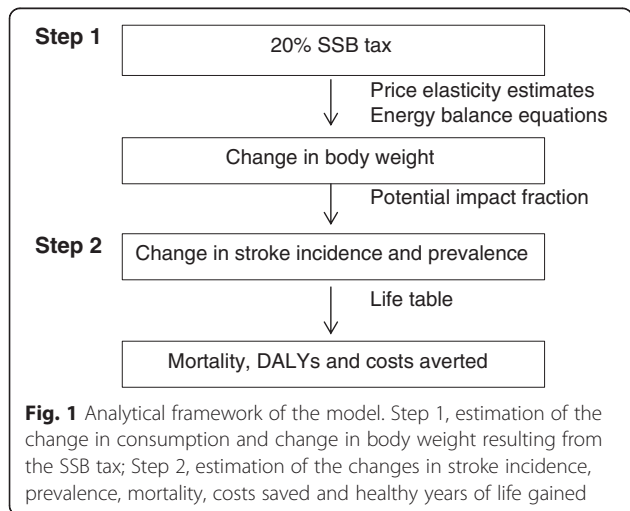 Step 1
20% SSB tax
Price elasticity estimates
Energy balance equations
Change in body weight
Potential impact fraction
Step 2
Change in stroke incidence and prevalence
Life table
Mortality, DALYs and costs averted
Fig. 1 Analytical framework of the model. Step 1, estimation of the
change in consumption and change in body weight resulting from
the SSB tax; Step 2, estimation of the changes in stroke incidence,
prevalence, mortality, costs saved and healthy years of life gained